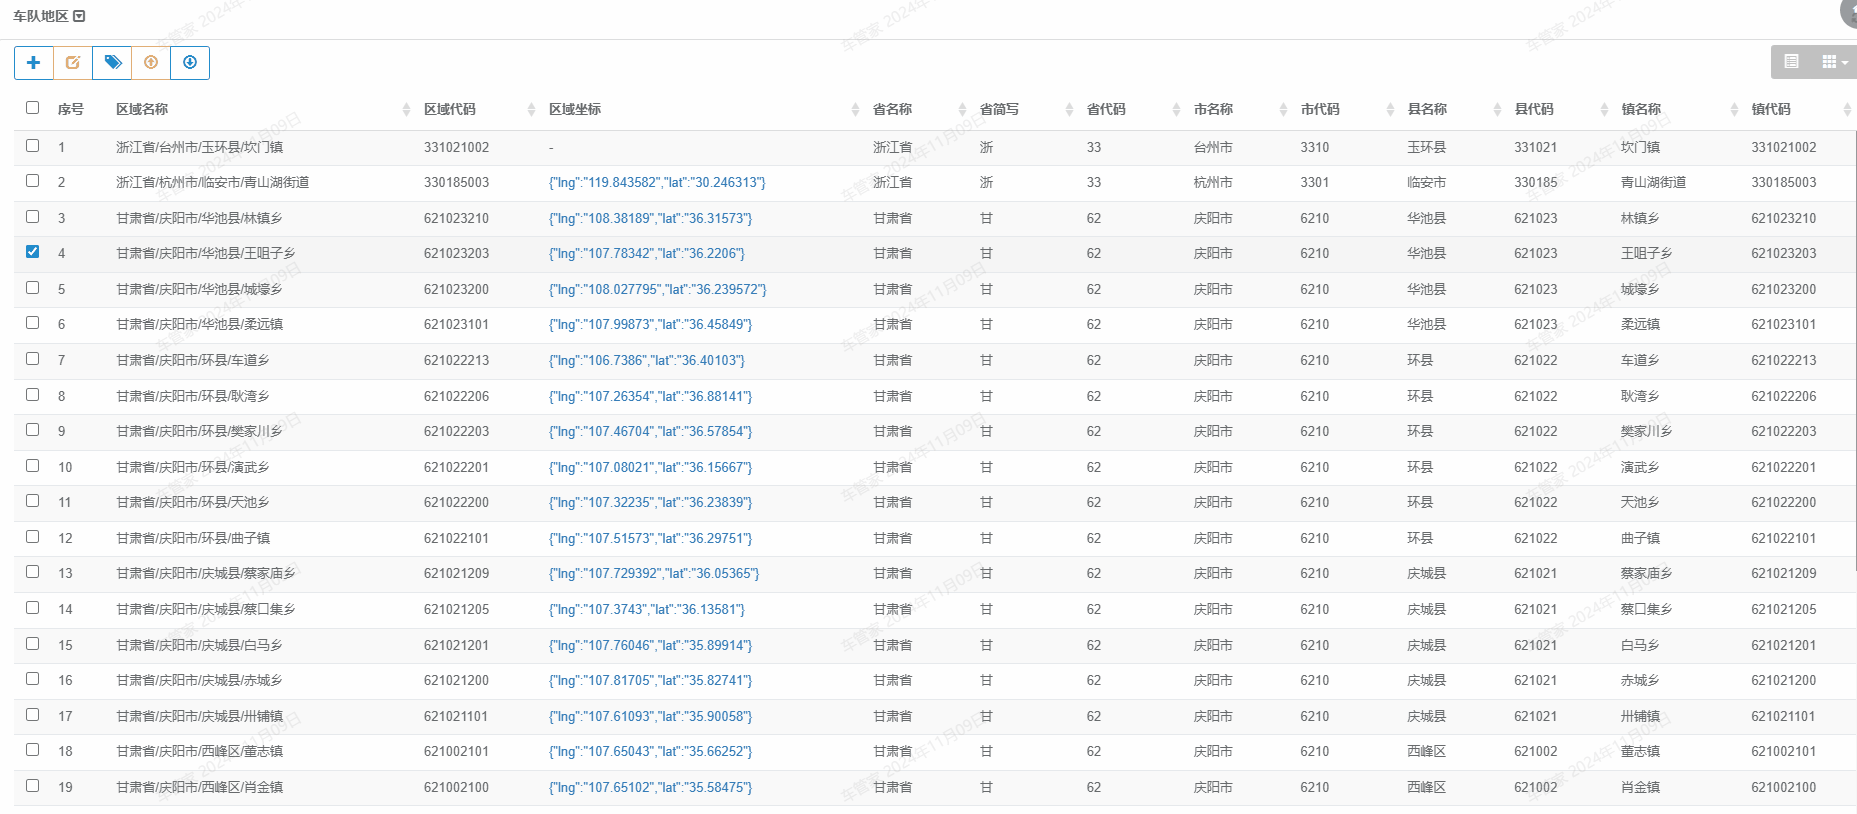 车队地区
序号 区域名称 区域代码 区域坐标 省名称 省简写 省代码 市名称 市代码 县名称 县代码 镇名称 镇代码
1 浙江省/台州市/玉环县/坎门镇 331021002 - 浙江省 浙 33 台州市 3310 玉环县 331021 坎门镇 331021002
2 浙江省/杭州市/临安市/青山湖街道 330185003 {"lng":"119.843582","lat":"30.246313"} 浙江省 浙 33 杭州市 3301 临安市 330185 青山湖街道 330185003
3 甘肃省/庆阳市/华池县/林镇乡 621023210 {"lng":"108.38189","lat":"36.31573"} 甘肃省 甘 62 庆阳市 6210 华池县 621023 林镇乡 621023210
4 甘肃省/庆阳市/华池县/王咀子乡 621023203 {"lng":"107.78342","lat":"36.2206"} 甘肃省 甘 62 庆阳市 6210 华池县 621023 王咀子乡 621023203
5 甘肃省/庆阳市/华池县/城壕乡 621023200 {"lng":"108.027795","lat":"36.239572"} 甘肃省 甘 62 庆阳市 6210 华池县 621023 城壕乡 621023200
6 甘肃省/庆阳市/华池县/柔远镇 621023101 {"lng":"107.99873","lat":"36.45849"} 甘肃省 甘 62 庆阳市 6210 华池县 621023 柔远镇 621023101
7 甘肃省/庆阳市/环县/车道乡 621022213 {"lng":"106.7386","lat":"36.40103"} 甘肃省 甘 62 庆阳市 6210 环县 621022 车道乡 621022213
8 甘肃省/庆阳市/环县/耿湾乡 621022206 {"lng":"107.26354","lat":"36.88141"} 甘肃省 甘 62 庆阳市 6210 环县 621022 耿湾乡 621022206
9 甘肃省/庆阳市/环县/樊家川乡 621022203 {"lng":"107.46704","lat":"36.57854"} 甘肃省 甘 62 庆阳市 6210 环县 621022 樊家川乡 621022203
10 甘肃省/庆阳市/环县/演武乡 621022201 {"lng":"107.08021","lat":"36.15667"} 甘肃省 甘 62 庆阳市 6210 环县 621022 演武乡 621022201
11 甘肃省/庆阳市/环县/天池乡 621022200 {"lng":"107.32235","lat":"36.23839"} 甘肃省 甘 62 庆阳市 6210 环县 621022 天池乡 621022200
12 甘肃省/庆阳市/环县/曲子镇 621022101 {"lng":"107.51573","lat":"36.29751"} 甘肃省 甘 62 庆阳市 6210 环县 621022 曲子镇 621022101
13 甘肃省/庆阳市/庆城县/蔡家庙乡 621021209 {"lng":"107.729392","lat":"36.05365"} 甘肃省 甘 62 庆阳市 6210 庆城县 621021 蔡家庙乡 621021209
14 甘肃省/庆阳市/庆城县/蔡口集乡 621021205 {"lng":"107.3743","lat":"36.13581"} 甘肃省 甘 62 庆阳市 6210 庆城县 621021 蔡口集乡 621021205
15 甘肃省/庆阳市/庆城县/白马乡 621021201 {"lng":"107.76046","lat":"35.89914"} 甘肃省 甘 62 庆阳市 6210 庆城县 621021 白马乡 621021201
16 甘肃省/庆阳市/庆城县/赤城乡 621021200 {"lng":"107.81705","lat":"35.82741"} 甘肃省 甘 62 庆阳市 6210 庆城县 621021 赤城乡 621021200
17 甘肃省/庆阳市/庆城县/卅铺镇 621021101 {"lng":"107.61093","lat":"35.90058"} 甘肃省 甘 62 庆阳市 6210 庆城县 621021 卅铺镇 621021101
18 甘肃省/庆阳市/西峰区/董志镇 621002101 {"lng":"107.65043","lat":"35.66252"} 甘肃省 甘 62 庆阳市 6210 西峰区 621002 董志镇 621002101
19 甘肃省/庆阳市/西峰区/肖金镇 621002100 {"lng":"107.65102","lat":"35.58475"} 甘肃省 甘 62 庆阳市 6210 西峰区 621002 肖金镇 621002100
车管家 2024年11月09日